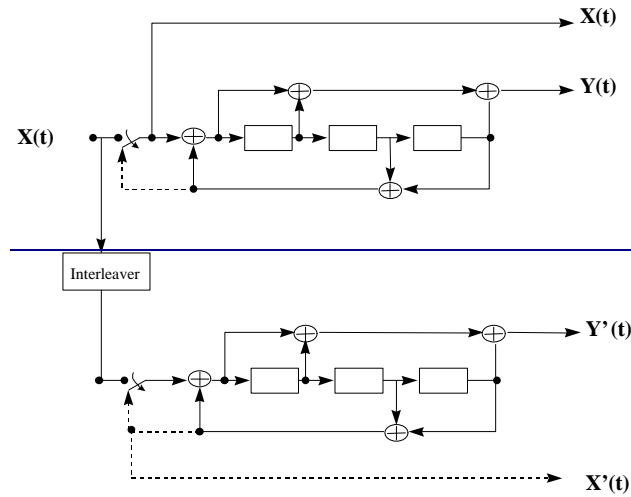 X(t)
Y(t)
X(t)
Interleaver
Y’(t)
X’(t)